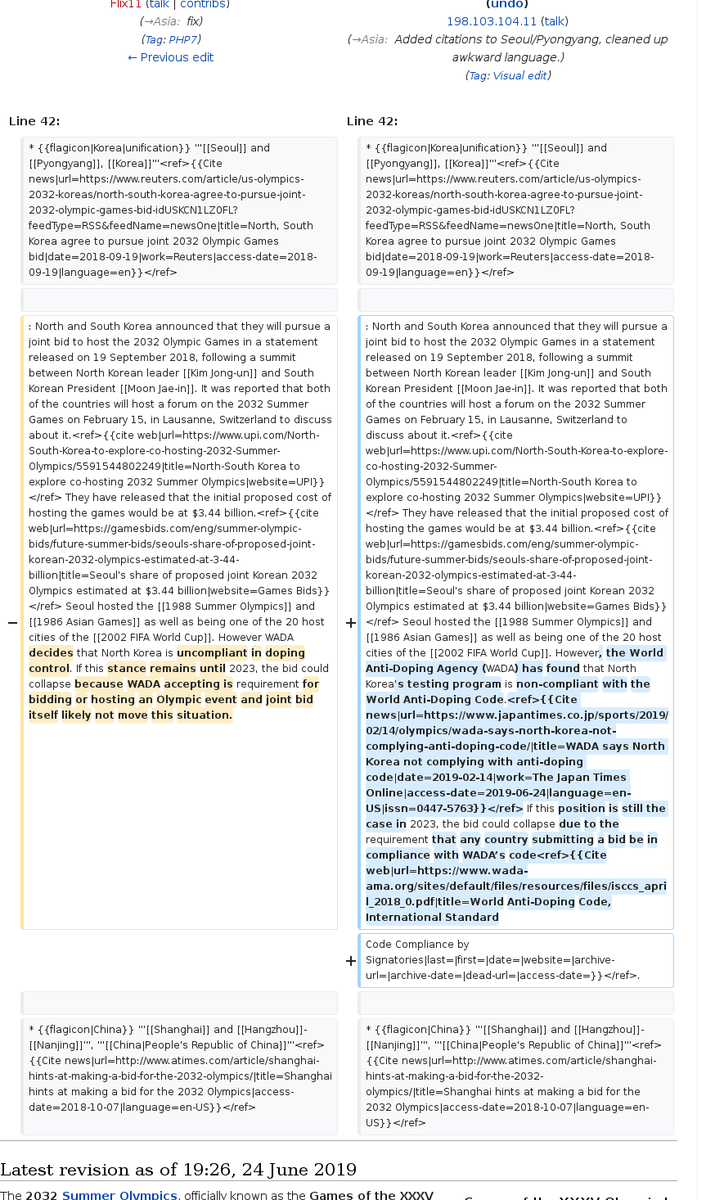 Flix11 (talk | contribs)
(→Asia: fix)
(Tag: PHP7)
← Previous edit
(undo)
198.103.104.11 (talk)
(→Asia: Added citations to Seoul/Pyongyang, cleaned up
awkward language.)
(Tag: Visual edit)
Line 42:
Line 42:
* {{flagicon|Korea|unification}} '''[[Seoul]] and
[[Pyongyang]], [[Korea]]'''<ref>{{Cite
news|url=https://www.reuters.com/article/us-olympics-
2032-koreas/north-south-korea-agree-to-pursue-joint-
2032-olympic-games-bid-idUSKCN1LZ0FL?
feedType=RSS&feedName=newsOne|title=North, South
Korea agree to pursue joint 2032 Olympic Games
bid|date=2018-09-19|work=Reuters|access-date=2018-
09-19|language=en}}</ref>
* {{flagicon|Korea|unification}} '''[[Seoul]] and
[[Pyongyang]], [[Korea]]'''<ref>{{Cite
news|url=https://www.reuters.com/article/us-olympics-
2032-koreas/north-south-korea-agree-to-pursue-joint-
2032-olympic-games-bid-idUSKCN1LZ0FL?
feedType=RSS&feedName=newsOne|title=North, South
Korea agree to pursue joint 2032 Olympic Games
bid|date=2018-09-19|work=Reuters|access-date=2018-
09-19|language=en}}</ref>
−
: North and South Korea announced that they will pursue a
joint bid to host the 2032 Olympic Games in a statement
released on 19 September 2018, following a summit
between North Korean leader [[Kim Jong-un]] and South
Korean President [[Moon Jae-in]]. It was reported that both
of the countries will host a forum on the 2032 Summer
Games on February 15, in Lausanne, Switzerland to discuss
about it.<ref>{{cite web|url=https://www.upi.com/North-
South-Korea-to-explore-co-hosting-2032-Summer-
Olympics/5591544802249|title=North-South Korea to
explore co-hosting 2032 Summer Olympics|website=UPI}}
</ref> They have released that the initial proposed cost of
hosting the games would be at $3.44 billion.<ref>{{cite
web|url=https://gamesbids.com/eng/summer-olympic-
bids/future-summer-bids/seouls-share-of-proposed-joint-
korean-2032-olympics-estimated-at-3-44-
billion|title=Seoul's share of proposed joint Korean 2032
Olympics estimated at $3.44 billion|website=Games Bids}}
</ref> Seoul hosted the [[1988 Summer Olympics]] and
[[1986 Asian Games]] as well as being one of the 20 host
cities of the [[2002 FIFA World Cup]]. However WADA
decides that North Korea is uncompliant in doping
control. If this stance remains until 2023, the bid could
collapse because WADA accepting is requirement for
bidding or hosting an Olympic event and joint bid
itself likely not move this situation.
+
: North and South Korea announced that they will pursue a
joint bid to host the 2032 Olympic Games in a statement
released on 19 September 2018, following a summit
between North Korean leader [[Kim Jong-un]] and South
Korean President [[Moon Jae-in]]. It was reported that both
of the countries will host a forum on the 2032 Summer
Games on February 15, in Lausanne, Switzerland to
discuss about it.<ref>{{cite
web|url=https://www.upi.com/North-South-Korea-to-explore-
co-hosting-2032-Summer-
Olympics/5591544802249|title=North-South Korea to
explore co-hosting 2032 Summer Olympics|website=UPI}}
</ref> They have released that the initial proposed cost of
hosting the games would be at $3.44 billion.<ref>{{cite
web|url=https://gamesbids.com/eng/summer-olympic-
bids/future-summer-bids/seouls-share-of-proposed-joint-
korean-2032-olympics-estimated-at-3-44-
billion|title=Seoul's share of proposed joint Korean 2032
Olympics estimated at $3.44 billion|website=Games Bids}}
</ref> Seoul hosted the [[1988 Summer Olympics]] and
[[1986 Asian Games]] as well as being one of the 20 host
cities of the [[2002 FIFA World Cup]]. However, the World
Anti-Doping Agency (WADA) has found that North
Korea's testing program is non-compliant with the
World Anti-Doping Code.<ref>{{Cite
news|url=https://www.japantimes.co.jp/sports/2019/
02/14/olympics/wada-says-north-korea-not-
complying-anti-doping-code/|title=WADA says North
Korea not complying with anti-doping
code|date=2019-02-14|work=The Japan Times
Online|access-date=2019-06-24|language=en-
US|issn=0447-5763}}</ref> If this position is still the
case in 2023, the bid could collapse due to the
requirement that any country submitting a bid be in
compliance with WADA's code<ref>{{Cite
web|url=https://www.wada-
ama.org/sites/default/files/resources/files/isccs_apri
l_2018_0.pdf|title=World Anti-Doping Code,
International Standard
+
Code Compliance by
Signatories|last=|first=|date=|website=|archive-
url=|archive-date=|dead-url=|access-date=}}</ref>.
* {{flagicon|China}} '''[[Shanghai]] and [[Hangzhou]]-
[[Nanjing]]''', '''[[China|People's Republic of China]]'''<ref>
{{Cite news|url=http://www.atimes.com/article/shanghai-
hints-at-making-a-bid-for-the-2032-olympics/|title=Shanghai
hints at making a bid for the 2032 Olympics|access-
date=2018-10-07|language=en-US}}</ref>
* {{flagicon|China}} '''[[Shanghai]] and [[Hangzhou]]-
[[Nanjing]]''', '''[[China|People's Republic of China]]'''<ref>
{{Cite news|url=http://www.atimes.com/article/shanghai-
hints-at-making-a-bid-for-the-2032-
olympics/|title=Shanghai hints at making a bid for the
2032 Olympics|access-date=2018-10-07|language=en-
US}}</ref>
Latest revision as of 19:26, 24 June 2019
The 2032 Summer Olympics, officially known as the Games of the XXXV